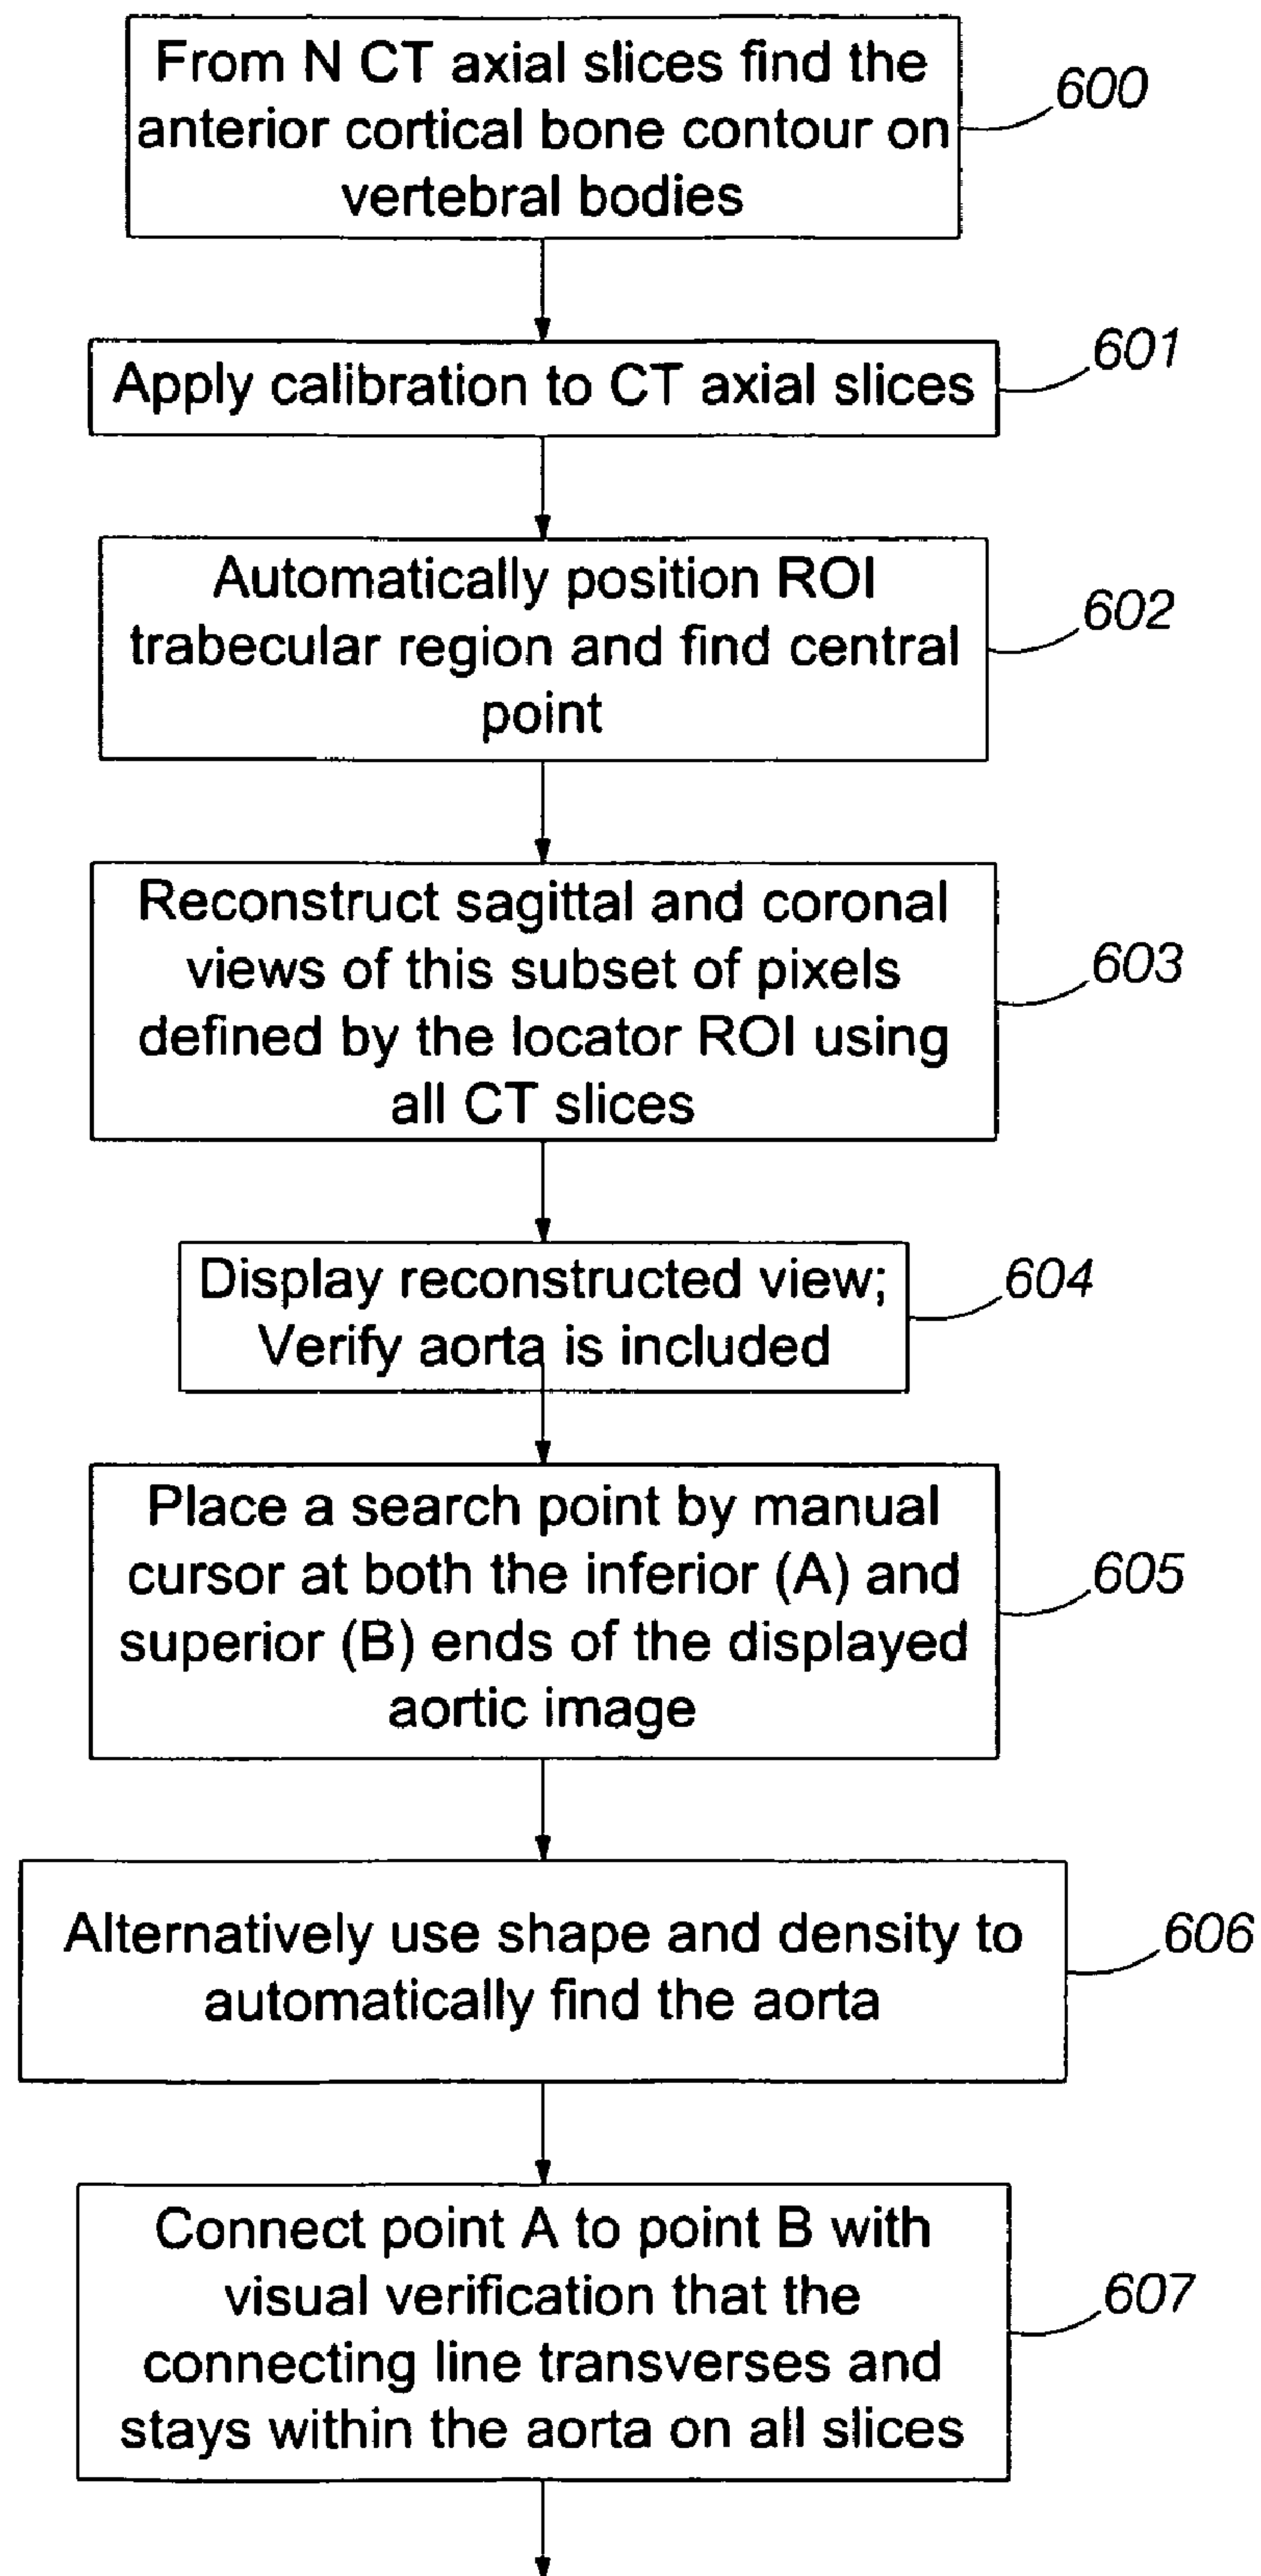 From N CT axial slices find the
anterior cortical bone contour on
vertebral bodies
600
Apply calibration to CT axial slices
601
Automatically position ROI
trabecular region and find central
point
602
Reconstruct sagittal and coronal
views of this subset of pixels
defined by the locator ROI using
all CT slices
603
Display reconstructed view;
Verify aorta is included
604
Place a search point by manual
cursor at both the inferior (A) and
superior (B) ends of the displayed
aortic image
605
Alternatively use shape and density to
automatically find the aorta
606
Connect point A to point B with
visual verification that the
connecting line transverses and
stays within the aorta on all slices
607